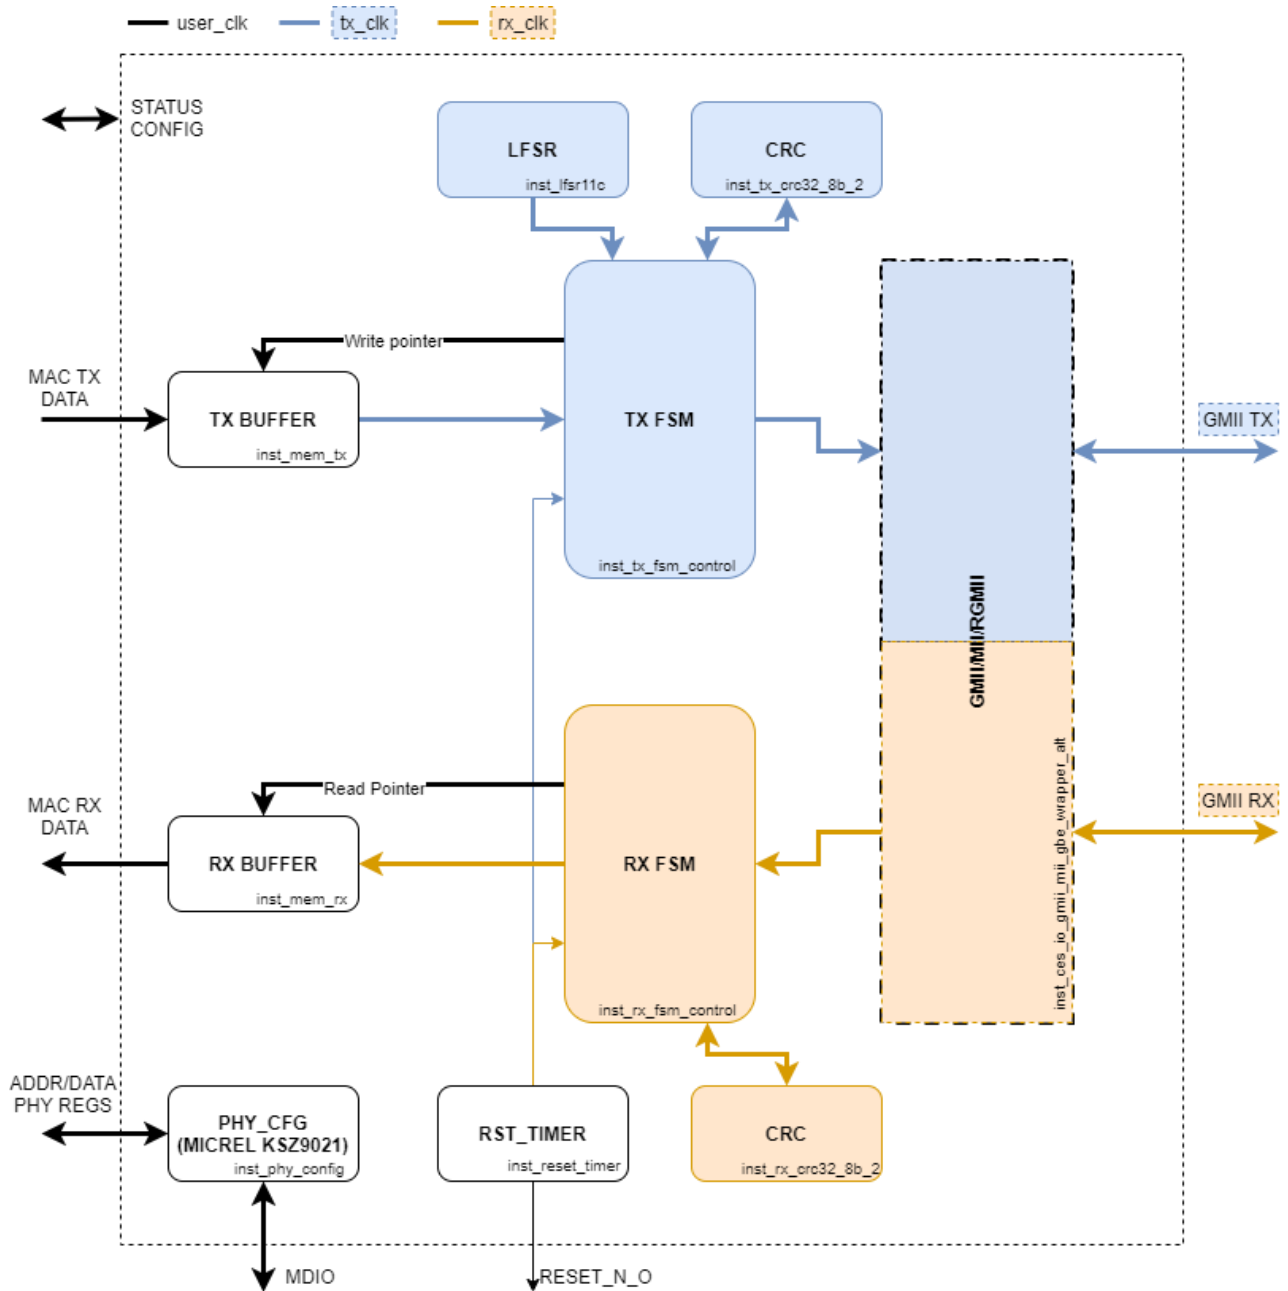 user_clk
tx_clk
rx_clk
STATUS
CONFIG
LFSR
inst_lfsr11c
CRC
inst_tx_crc32_8b_2
Write pointer
MAC TX
DATA
TX BUFFER
inst_mem_tx
TX FSM
inst_tx_fsm_control
GMII TX
GMII/MII/RGMII
inst_ces_io_gmii_mii_gbe_wrapper_alt
Read Pointer
MAC RX
DATA
RX BUFFER
inst_mem_rx
RX FSM
inst_rx_fsm_control
GMII RX
ADDR/DATA
PHY REGS
PHY_CFG
(MICREL KSZ9021)
inst_phy_config
RST_TIMER
inst_reset_timer
CRC
inst_rx_crc32_8b_2
MDIO
RESET_N_O